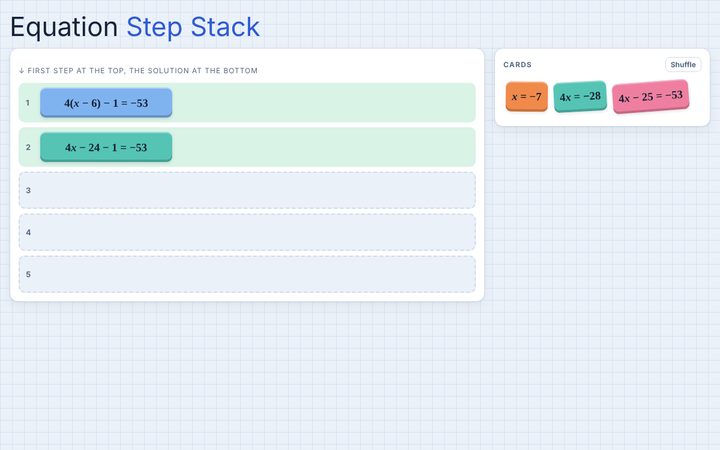 Equation Step Stack
↓ FIRST STEP AT THE TOP, THE SOLUTION AT THE BOTTOM
1 4(x − 6) − 1 = −53
2 4x − 24 − 1 = −53
3
4
5
CARDS Shuffle
x = −7 4x = −28 4x − 25 = −53